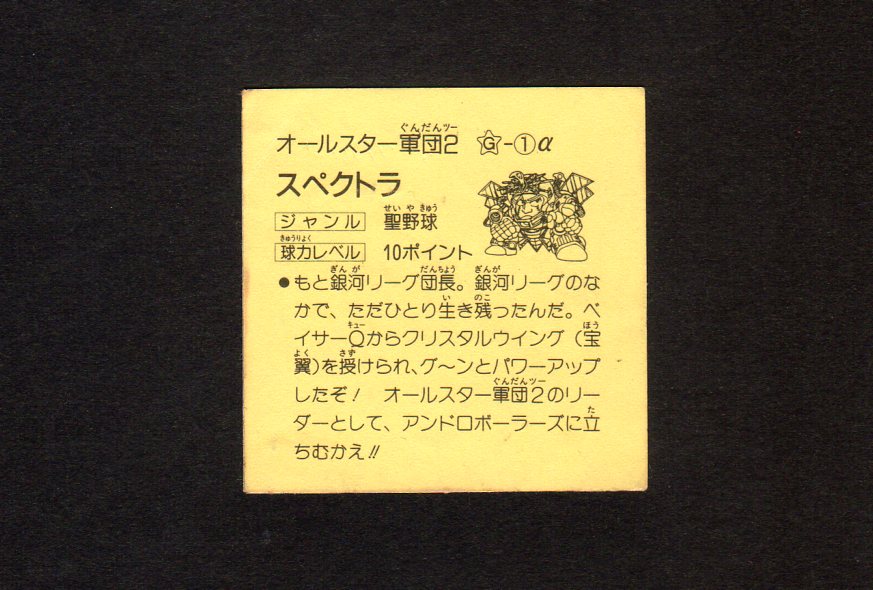 オールスター軍団2 G-①α
スペクトラ
ジャンル 聖野球
球力レベル 10ポイント
●もと銀河リーグ団長。銀河リーグのな
かで、ただひとり生き残ったんだ。ベ
イサーQからクリスタルウイング(宝
翼)を授けられ、グ〜ンとパワーアップ
したぞ! オールスター軍団2のリー
ダーとして、アンドロボーラーズに立
ちむかえ!!